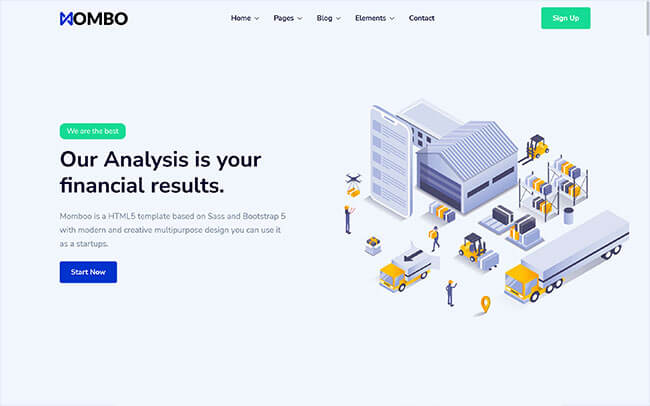 MOMBO
Home Pages Blog Elements Contact
Sign Up
We are the best
Our Analysis is your
financial results.
Momboo is a HTML5 template based on Sass and Bootstrap 5
with modern and creative multipurpose design you can use it
as a startups.
Start Now